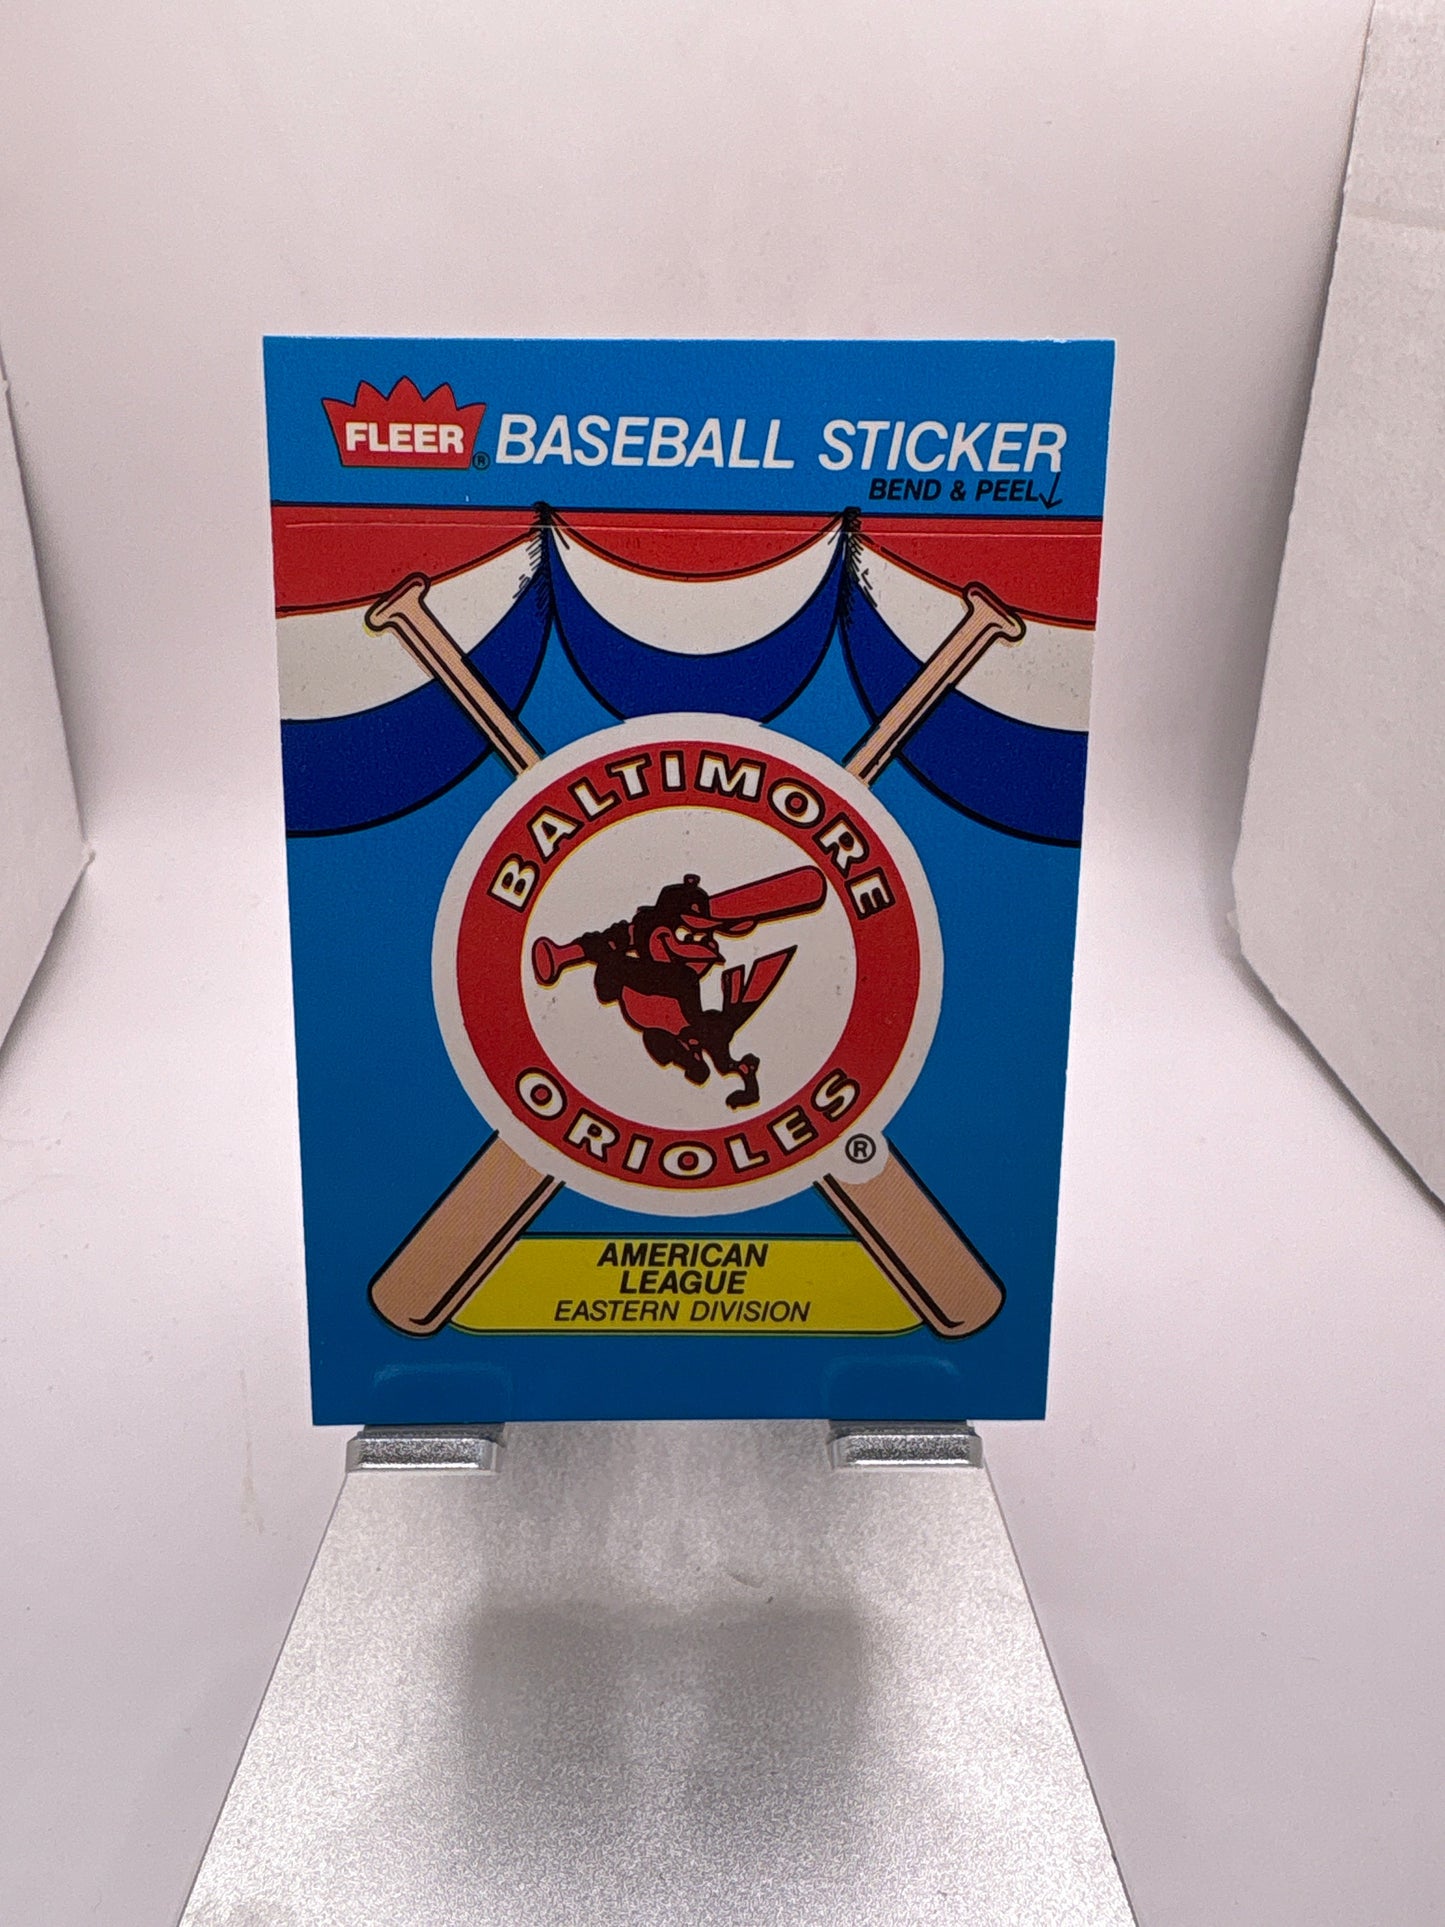 FLEER® BASEBALL STICKER
BEND & PEEL
BALTIMORE
ORIOLES
®
AMERICAN
LEAGUE
EASTERN DIVISION